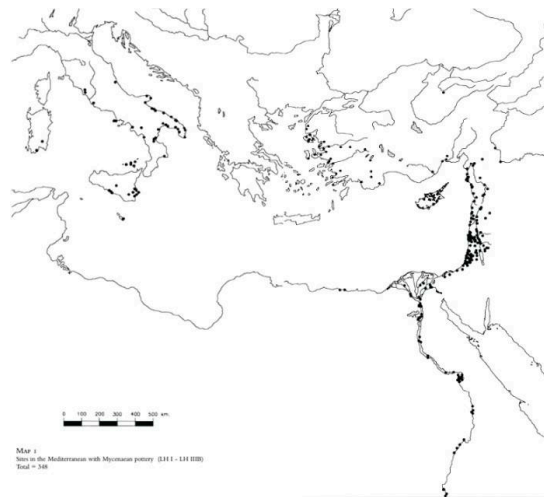 0 100 200 300 400 500 km.
MAP 1
Sites in the Mediterranean with Mycenaean pottery (LH I - LH IIIB)
Total = 348